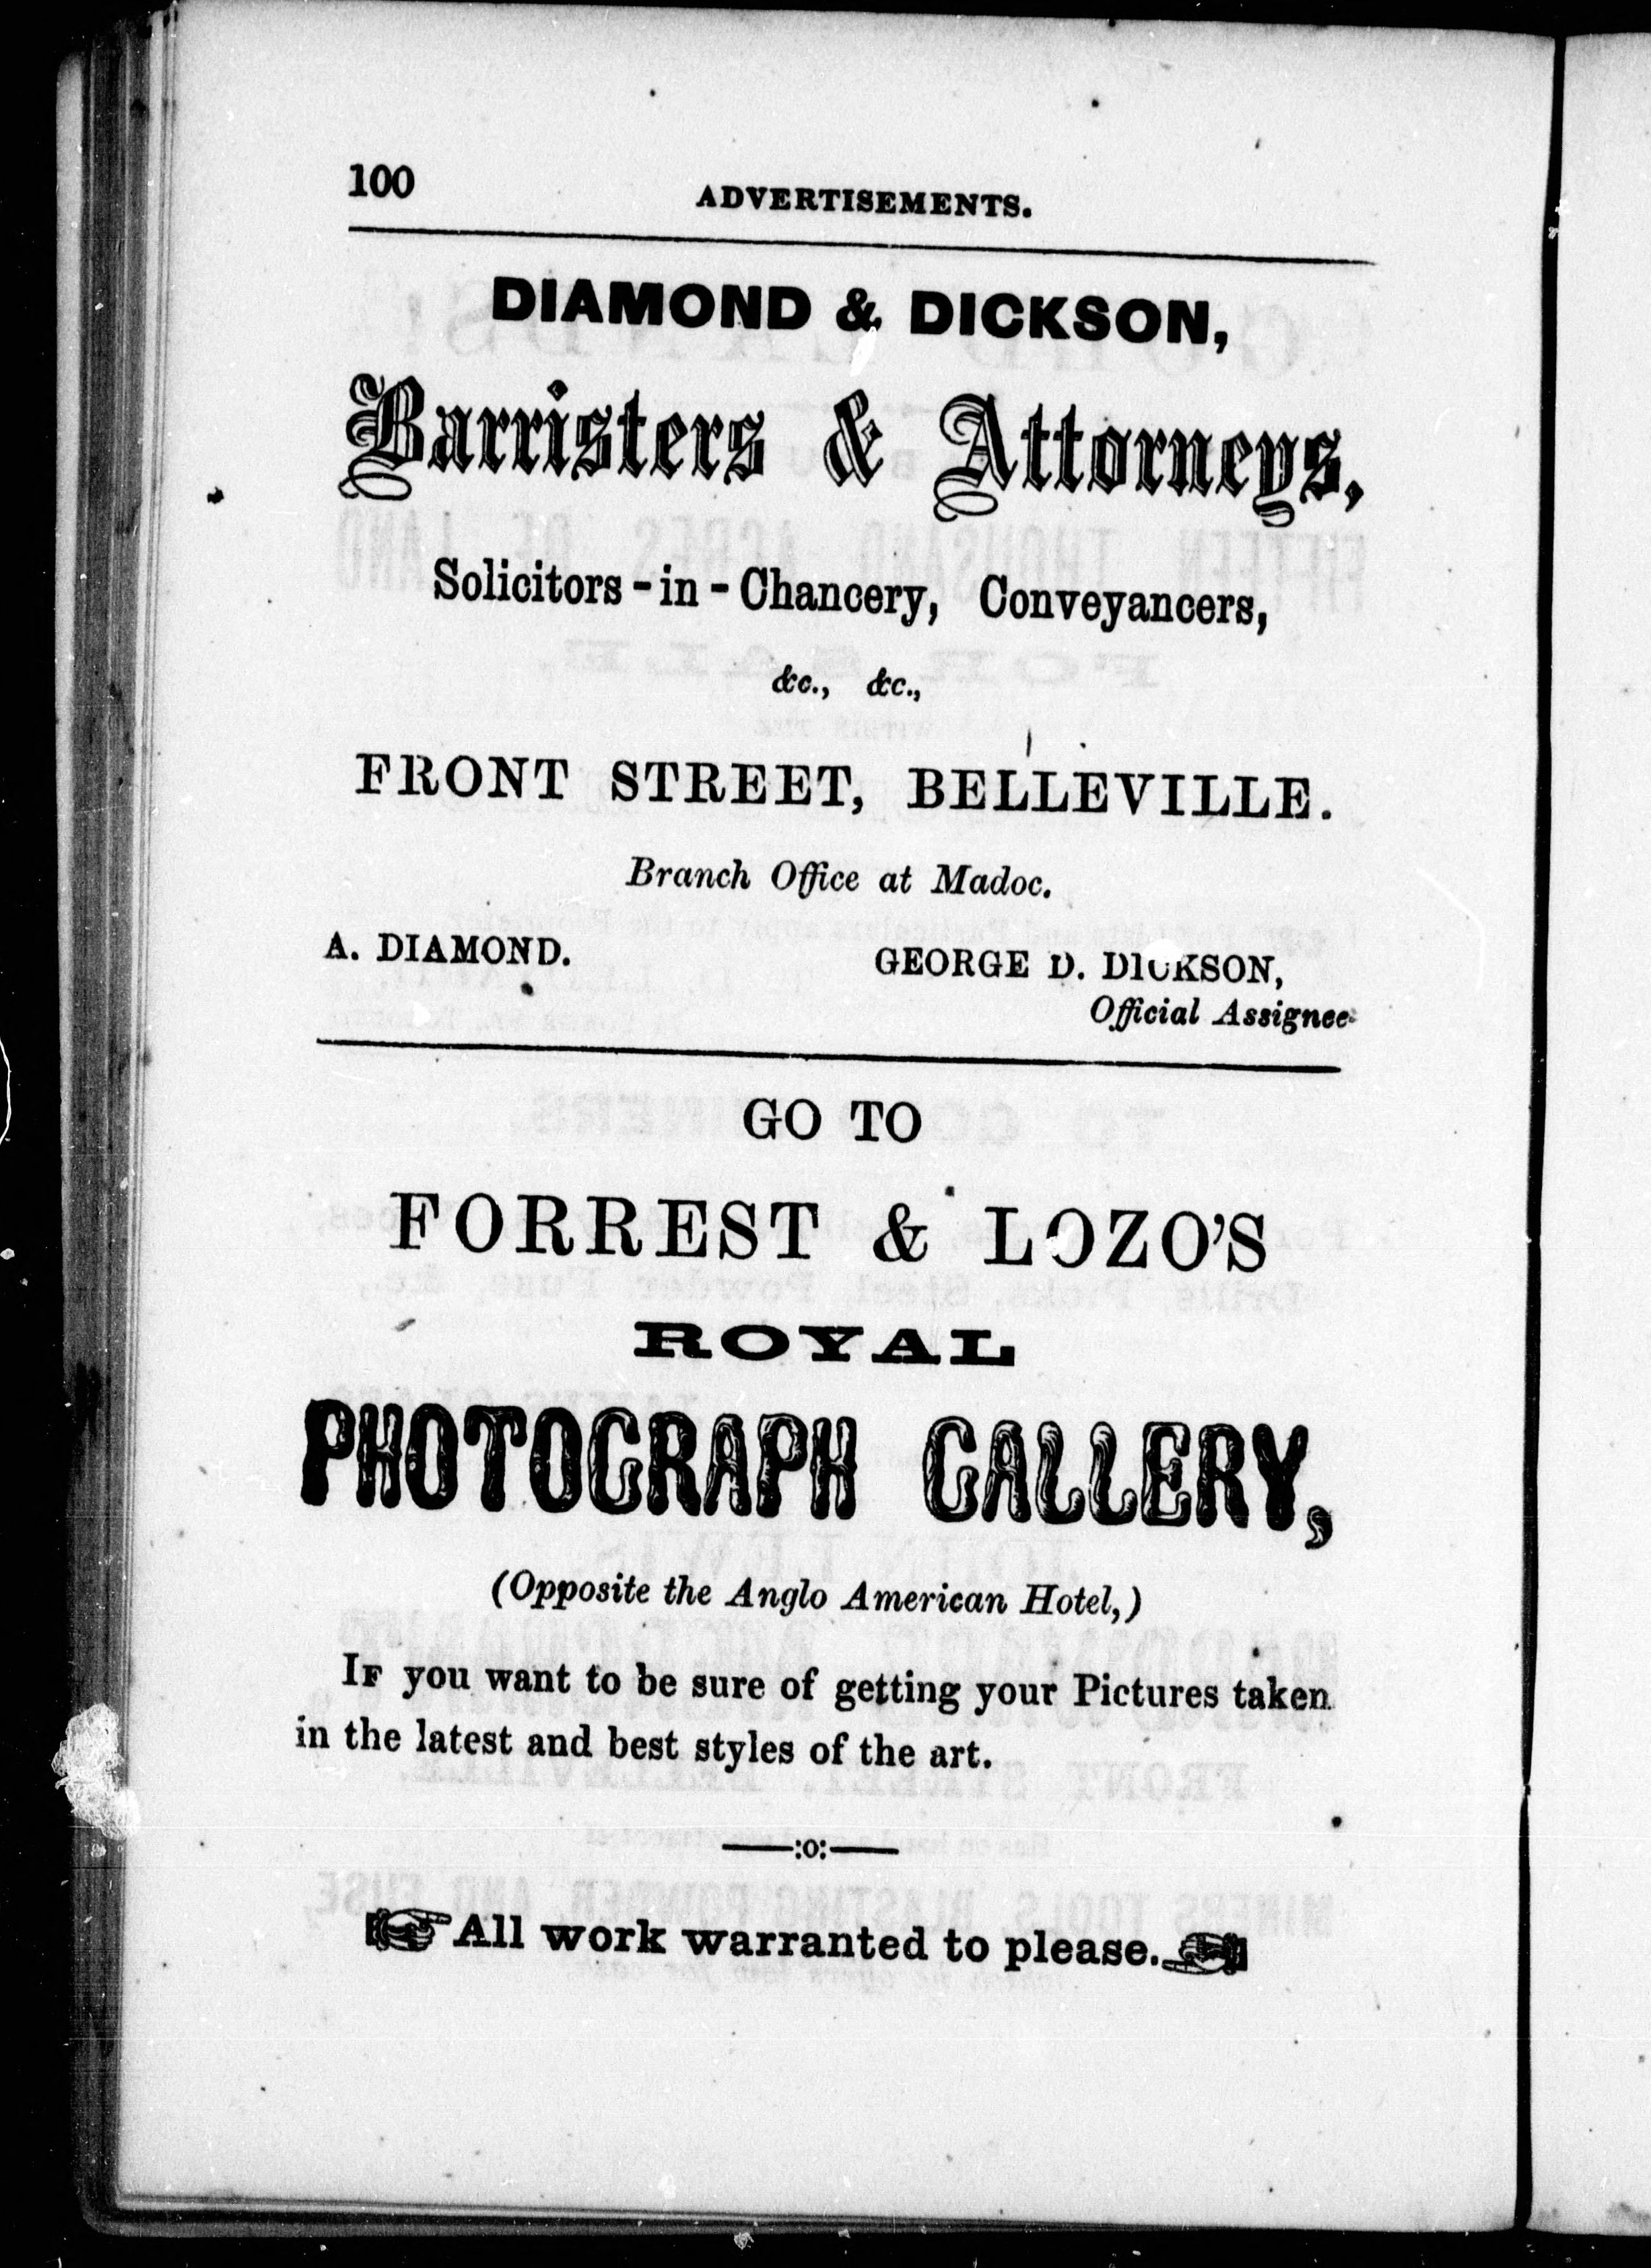 100
ADVERTISEMENTS.
DIAMOND & DICKSON,
Barristers & Attorneys,
Solicitors - in - Chancery, Conveyancers,
&c., &c.,
FRONT STREET, BELLEVILLE.
Branch Office at Madoc.
A. DIAMOND. GEORGE D. DICKSON,
Official Assignee
GO TO
FORREST & LOZO'S
ROYAL
PHOTOGRAPH GALLERY,
(Opposite the Anglo American Hotel,)
IF you want to be sure of getting your Pictures taken
in the latest and best styles of the art.
——:o:——
☞ All work warranted to please. ☜